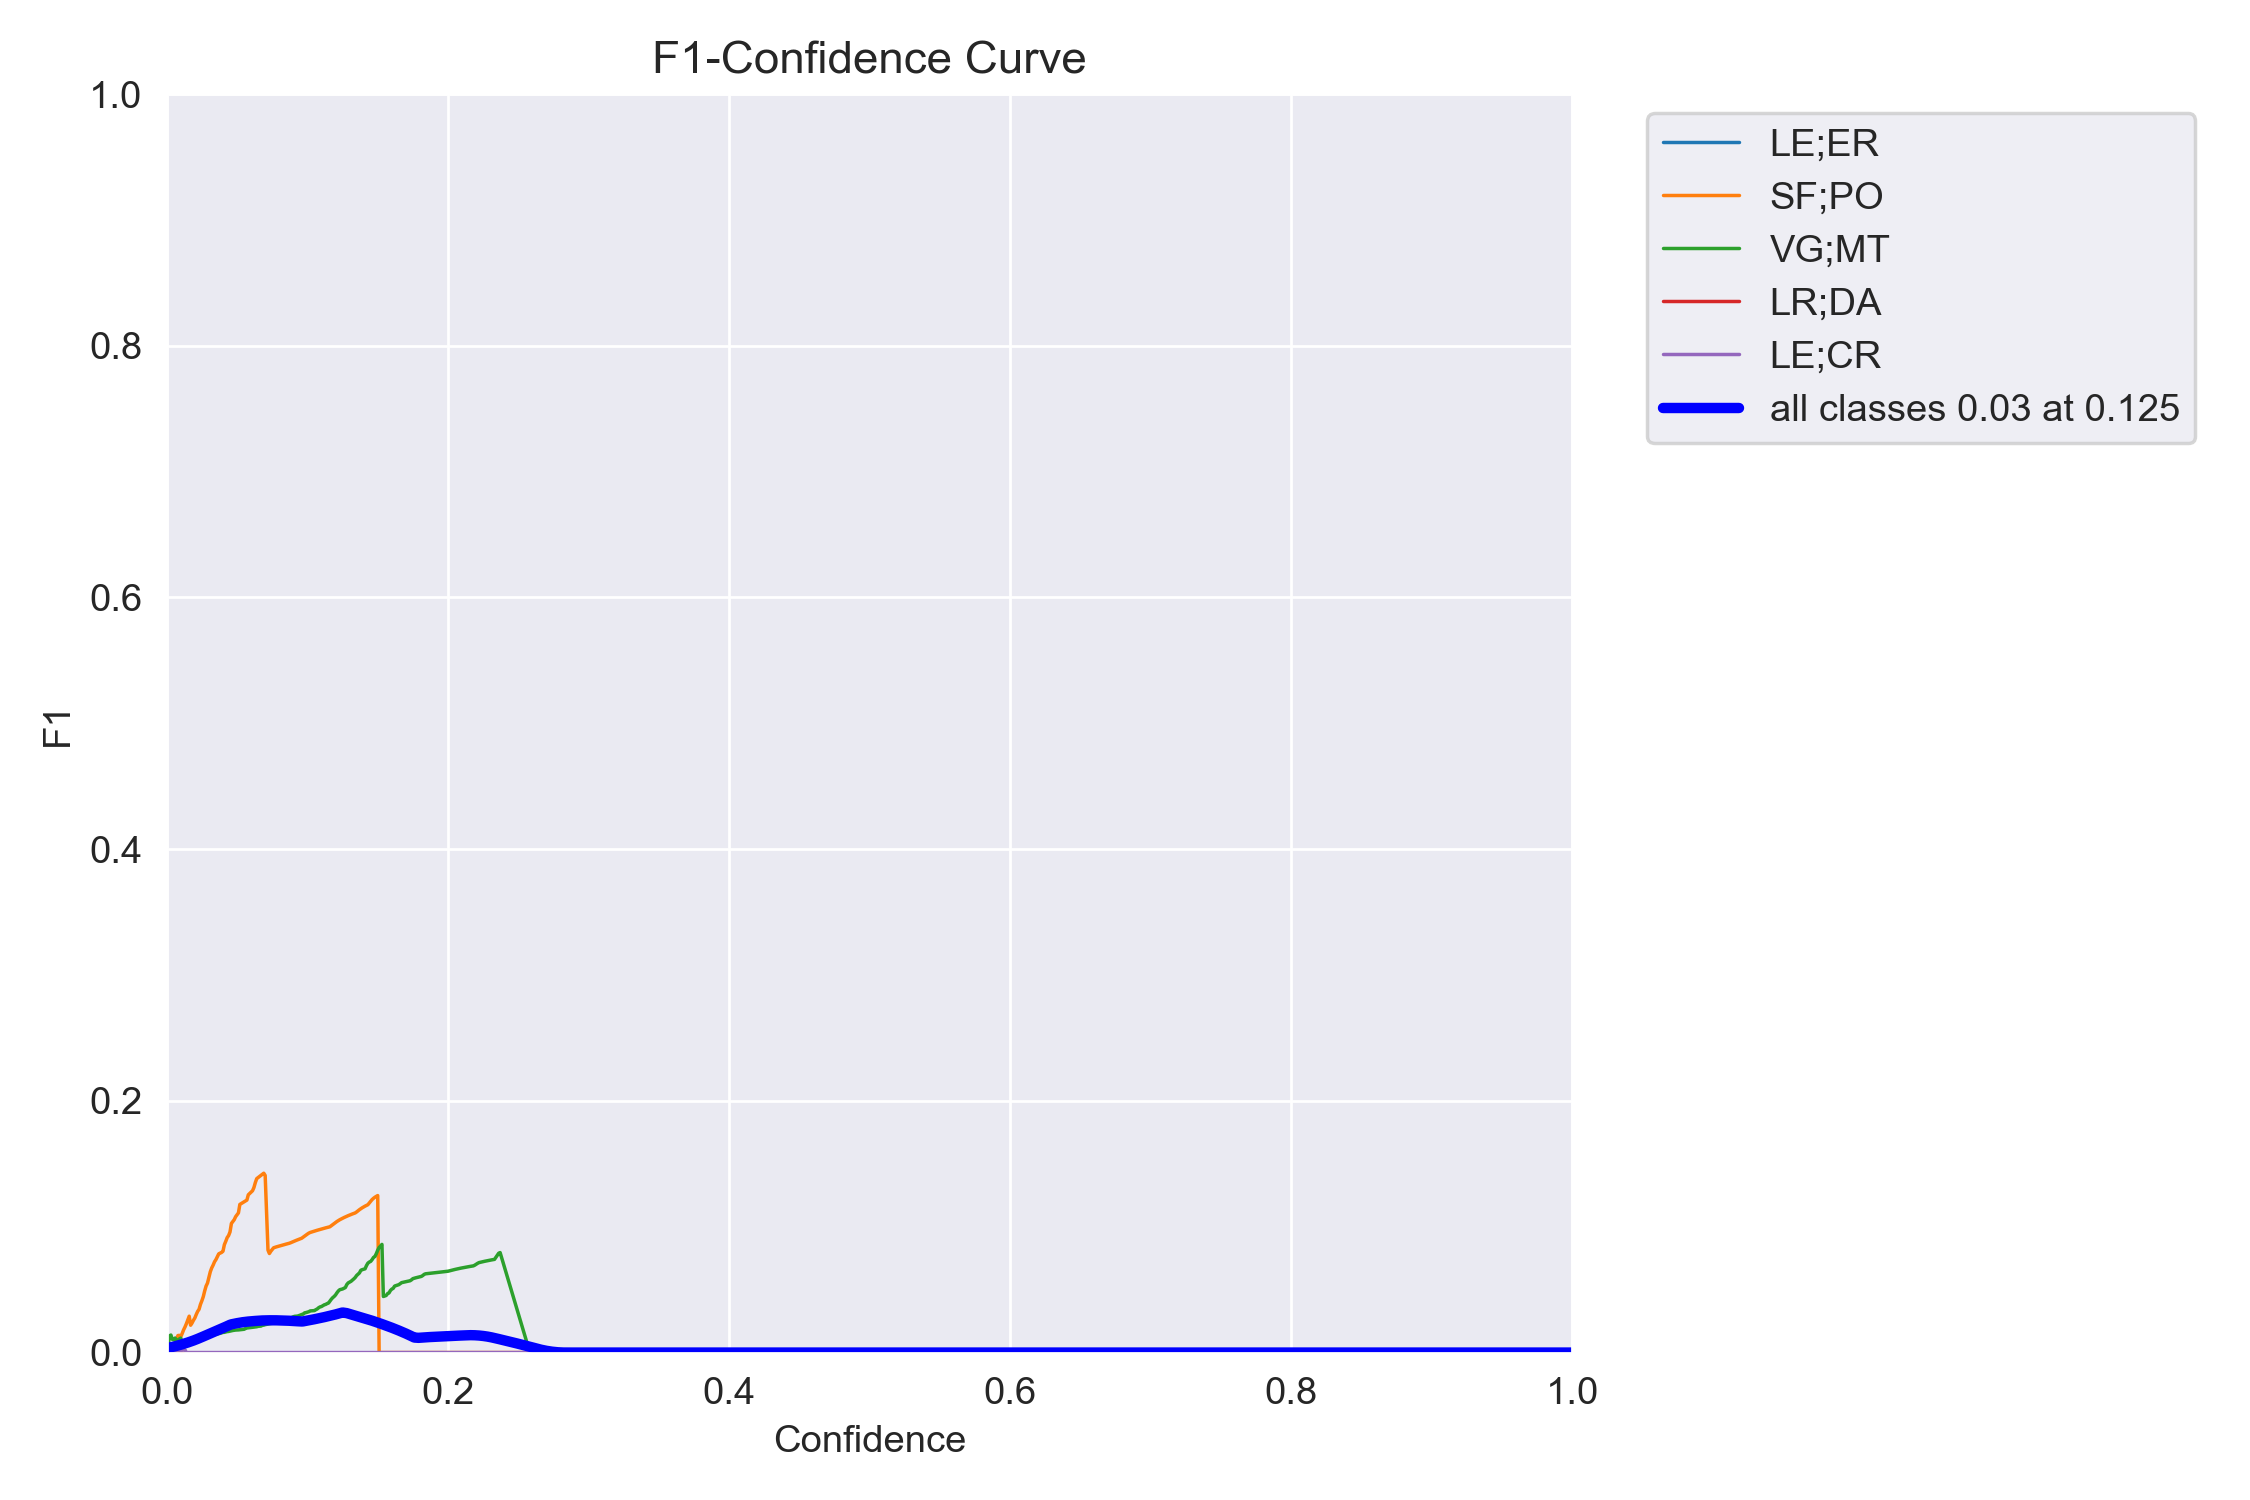 F1-Confidence Curve
1.0
0.8
0.6
0.4
0.2
0.0
F1
0.0 0.2 0.4 0.6 0.8 1.0
Confidence
LE;ER
SF;PO
VG;MT
LR;DA
LE;CR
all classes 0.03 at 0.125